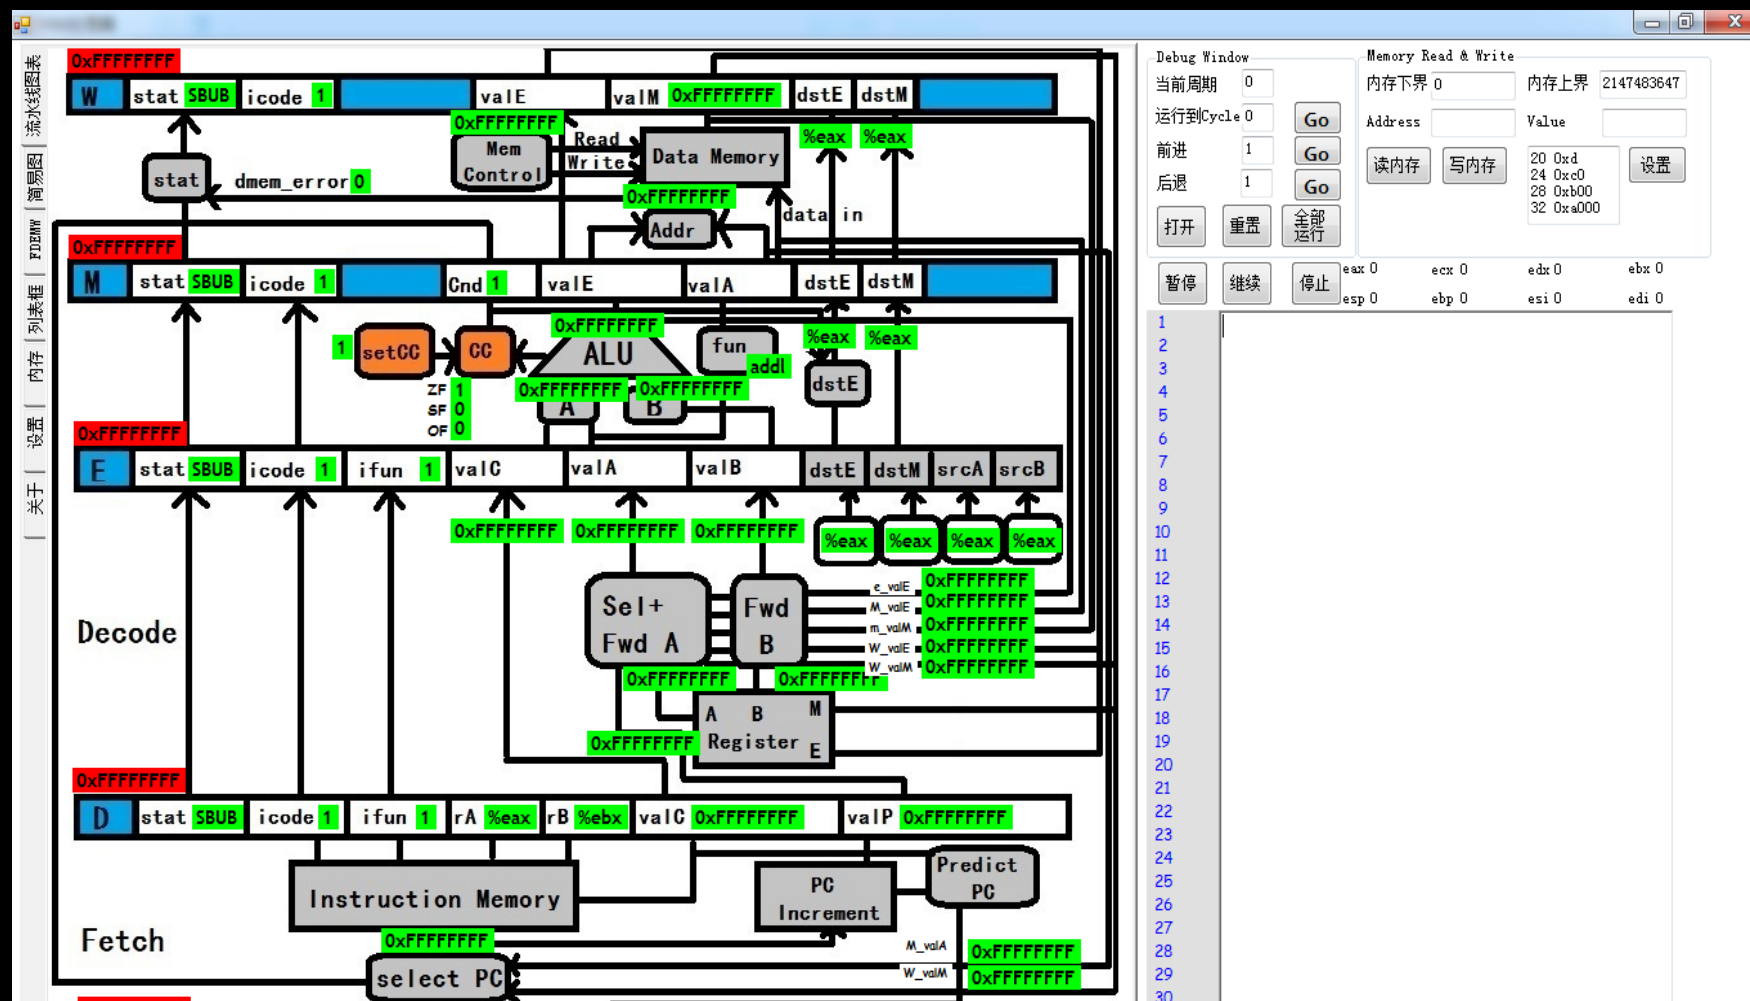 流水线图表
简易图
FDEMW
列表框
内存
设置
关于
0xFFFFFFFF
W stat SBUB icode 1 valE valM 0xFFFFFFFF dstE dstM
0xFFFFFFFF Read %eax %eax
Mem Control Write Data Memory
stat dmem_error 0 0xFFFFFFFF
data in
Addr
0xFFFFFFFF
M stat SBUB icode 1 Cnd 1 valE valA dstE dstM
0xFFFFFFFF %eax %eax
1 setCC CC ALU fun addl
dstE
ZF 1 0xFFFFFFFF 0xFFFFFFFF
SF 0 A B
OF 0
0xFFFFFFFF
E stat SBUB icode 1 ifun 1 valC valA valB dstE dstM srcA srcB
0xFFFFFFFF 0xFFFFFFFF 0xFFFFFFFF %eax %eax %eax %eax
e_valE 0xFFFFFFFF
M_valE 0xFFFFFFFF
m_valM 0xFFFFFFFF
W_valE 0xFFFFFFFF
W_valM 0xFFFFFFFF
Sel+ Fwd
Fwd A B
Decode
0xFFFFFFFF 0xFFFFFFFF
A B M
0xFFFFFFFF Register E
0xFFFFFFFF
D stat SBUB icode 1 ifun 1 rA %eax rB %ebx valC 0xFFFFFFFF valP 0xFFFFFFFF
Instruction Memory
PC Increment
Predict PC
Fetch
0xFFFFFFFF
M_valA 0xFFFFFFFF
W_valM 0xFFFFFFFF
select PC
Debug Window
当前周期 0
运行到Cycle 0 Go
前进 1 Go
后退 1 Go
打开 重置 全部运行
暂停 继续 停止
Memory Read & Write
内存下界 0 内存上界 2147483647
Address Value
读内存 写内存 设置
20 0xd
24 0xc0
28 0xb00
32 0xa000
eax 0 ecx 0 edx 0 ebx 0
esp 0 ebp 0 esi 0 edi 0
1
2
3
4
5
6
7
8
9
10
11
12
13
14
15
16
17
18
19
20
21
22
23
24
25
26
27
28
29
30